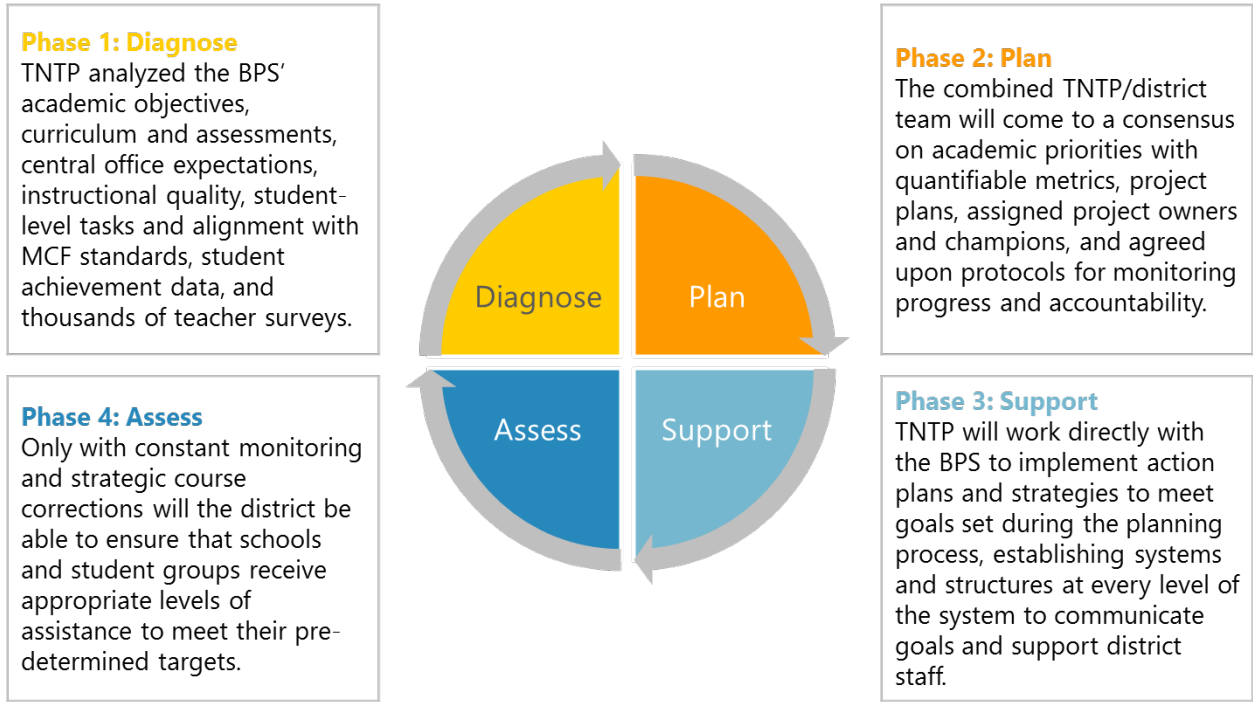 Phase 1: Diagnose
TNTP analyzed the BPS‘
academic objectives,
curriculum and assessments,
central office expectations,
instructional quality, student-
level tasks and alignment with
MCF standards, student
achievement data, and
thousands of teacher surveys.
Phase 2: Plan
The combined TNTP/district
team will come to a consensus
on academic priorities with
quantifiable metrics, project
plans, assigned project owners
and champions, and agreed
upon protocols for monitoring
progress and accountability.
Diagnose
Plan
Assess
Support
Phase 4: Assess
Only with constant monitoring
and strategic course
corrections will the district be
able to ensure that schools
and student groups receive
appropriate levels of
assistance to meet their pre-
determined targets.
Phase 3: Support
TNTP will work directly with
the BPS to implement action
plans and strategies to meet
goals set during the planning
process, establishing systems
and structures at every level of
the system to communicate
goals and support district
staff.